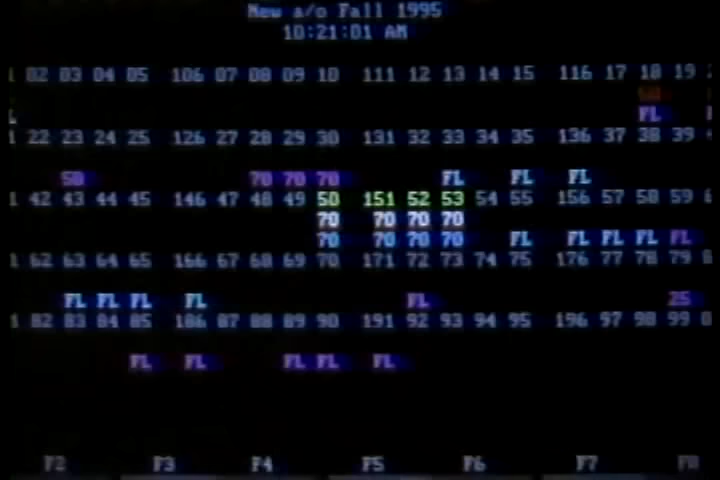 New a/o Fall 1995
10:21:01 AM
1 02 03 04 05 106 07 08 09 10 111 12 13 14 15 116 17 18 19
50
FL
1 22 23 24 25 126 27 28 29 30 131 32 33 34 35 136 37 38 39
50 70 70 70 FL FL FL
1 42 43 44 45 146 47 48 49 50 151 52 53 54 55 156 57 58 59
70 70 70 70
70 70 70 70 FL FL FL FL FL
1 62 63 64 65 166 67 68 69 70 171 72 73 74 75 176 77 78 79
FL FL FL FL FL 25
1 82 83 84 85 186 87 88 89 90 191 92 93 94 95 196 97 98 99
FL FL FL FL FL
F2 F3 F4 F5 F6 F7 F8